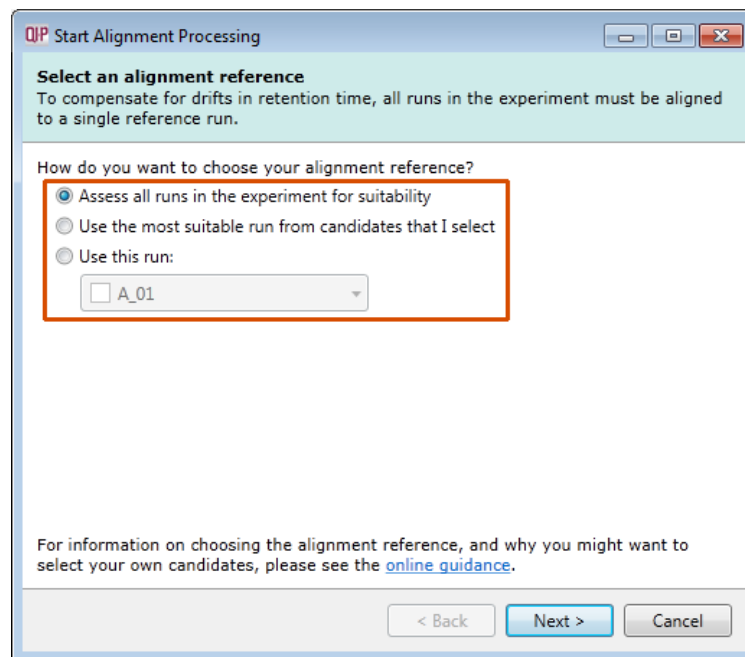 QIP Start Alignment Processing
Select an alignment reference
To compensate for drifts in retention time, all runs in the experiment must be aligned
to a single reference run.
How do you want to choose your alignment reference?
Assess all runs in the experiment for suitability
Use the most suitable run from candidates that I select
Use this run:
A_01
For information on choosing the alignment reference, and why you might want to
select your own candidates, please see the online guidance.
< Back Next > Cancel